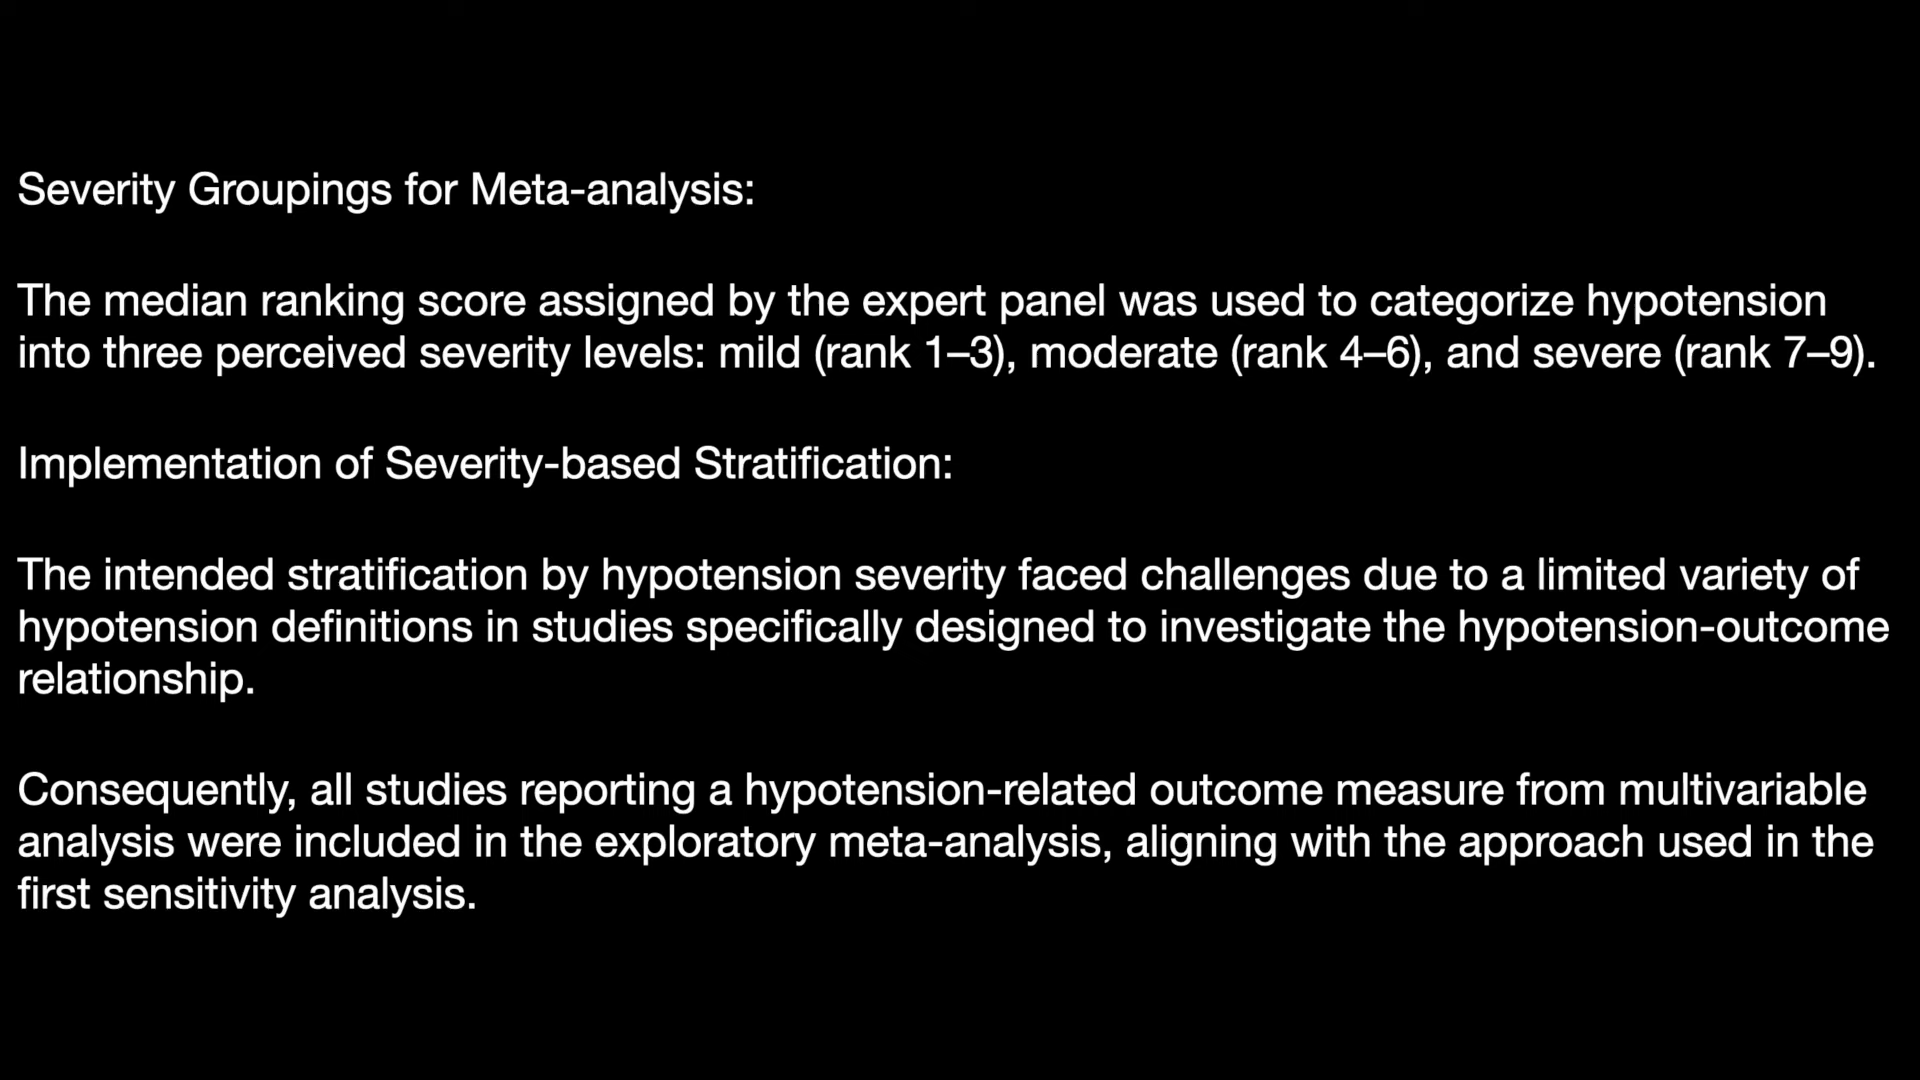 Severity Groupings for Meta-analysis:
The median ranking score assigned by the expert panel was used to categorize hypotension
into three perceived severity levels: mild (rank 1–3), moderate (rank 4–6), and severe (rank 7–9).
Implementation of Severity-based Stratification:
The intended stratification by hypotension severity faced challenges due to a limited variety of
hypotension definitions in studies specifically designed to investigate the hypotension-outcome
relationship.
Consequently, all studies reporting a hypotension-related outcome measure from multivariable
analysis were included in the exploratory meta-analysis, aligning with the approach used in the
first sensitivity analysis.